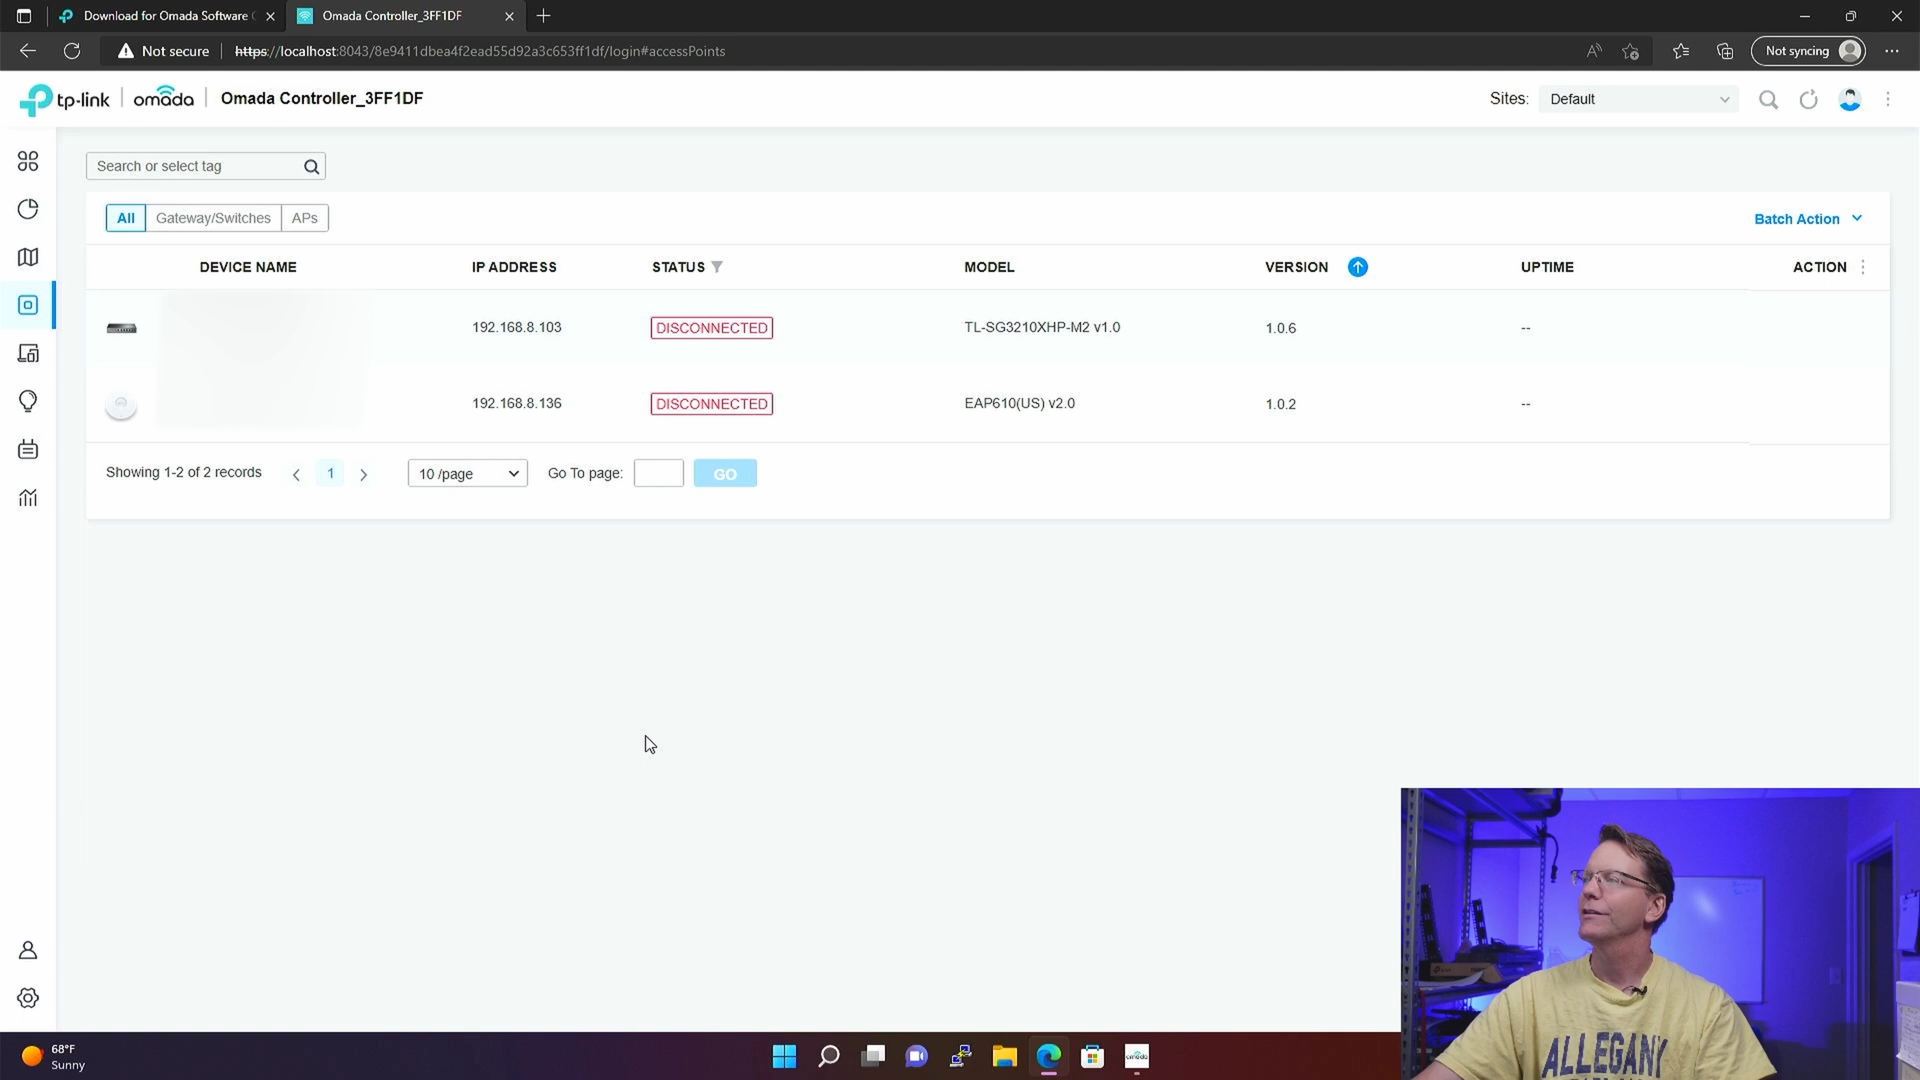 Download for Omada Software
Omada Controller_3FF1DF
Not secure
https://localhost:8043/8e9411dbea4f2ead55d92a3c653ff1df/login#accessPoints
Not syncing
tp-link
omada
Omada Controller_3FF1DF
Sites:
Default
Search or select tag
All
Gateway/Switches
APs
Batch Action
DEVICE NAME
IP ADDRESS
STATUS
MODEL
VERSION
UPTIME
ACTION
192.168.8.103
DISCONNECTED
TL-SG3210XHP-M2 v1.0
1.0.6
--
192.168.8.136
DISCONNECTED
EAP610(US) v2.0
1.0.2
--
Showing 1-2 of 2 records
1
10 /page
Go To page:
GO
68°F
Sunny
omada
ALLEGANY